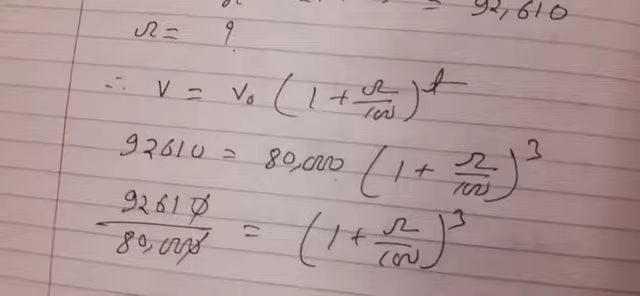 = 92,610
r = ?
∴ V = V₀ (1 + r/100)^t
92610 = 80,000 (1 + r/100)^3
92610/80,000 = (1 + r/100)^3